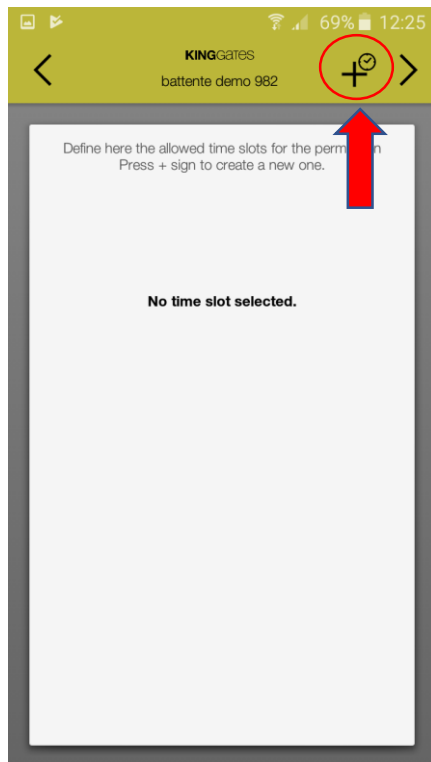 69% 12:25
KINGGATES
battente demo 982
Define here the allowed time slots for the perm n
Press + sign to create a new one.
No time slot selected.